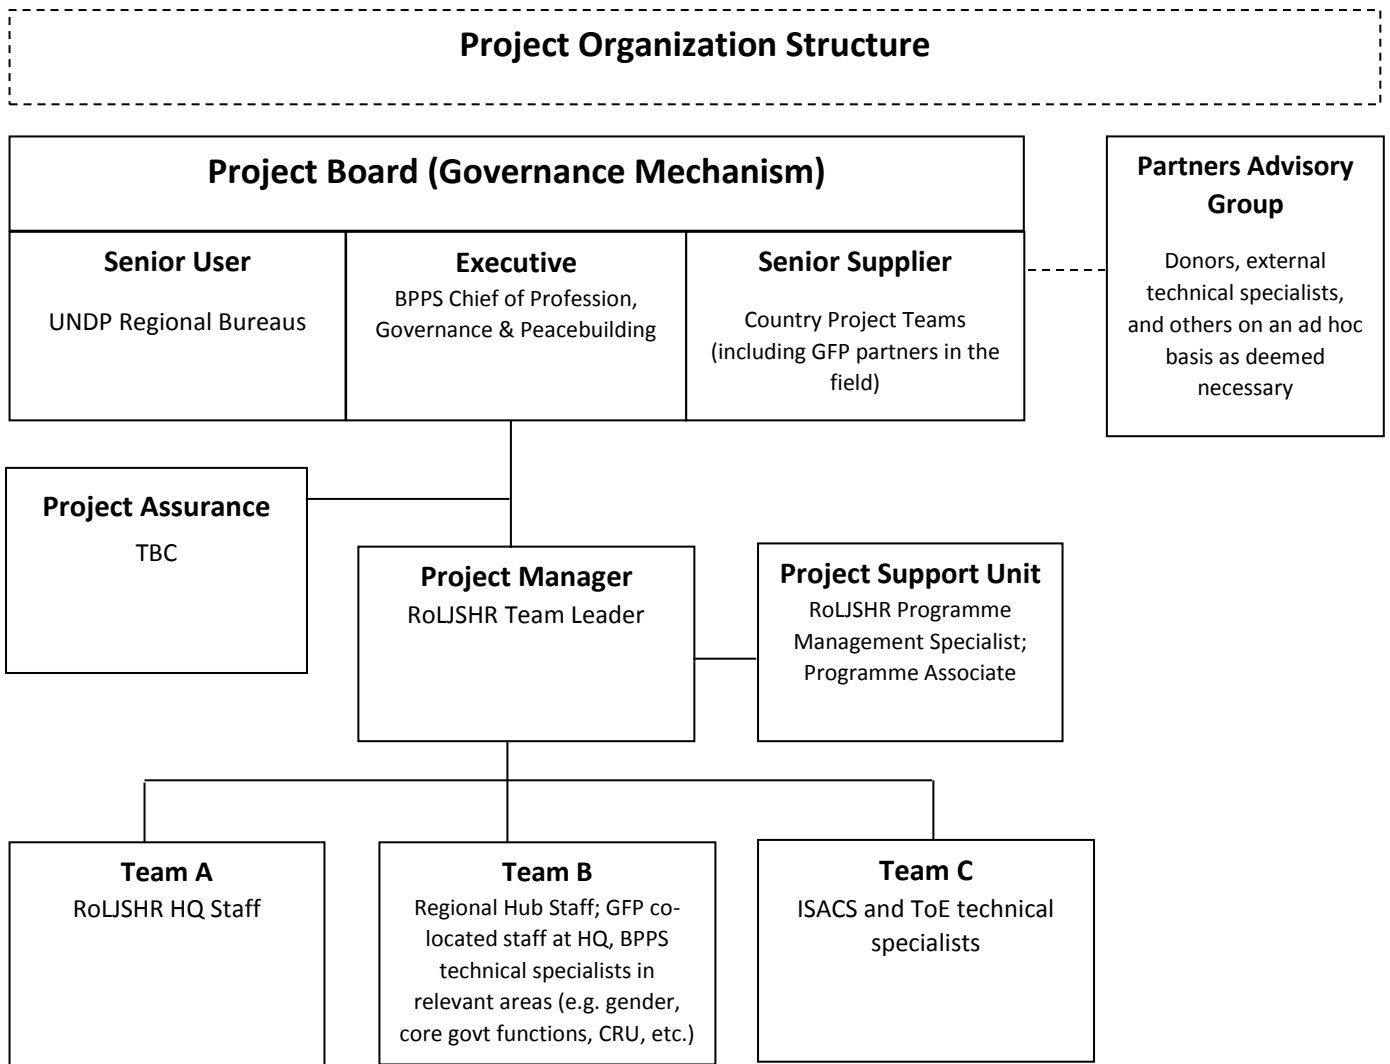 Project Organization Structure
Project Board (Governance Mechanism)
Senior User
UNDP Regional Bureaus
Executive
BPPS Chief of Profession,
Governance & Peacebuilding
Senior Supplier
Country Project Teams
(including GFP partners in the
field)
Partners Advisory
Group
Donors, external
technical specialists,
and others on an ad hoc
basis as deemed
necessary
Project Assurance
TBC
Project Manager
RoLJSHR Team Leader
Project Support Unit
RoLJSHR Programme
Management Specialist;
Programme Associate
Team A
RoLJSHR HQ Staff
Team B
Regional Hub Staff; GFP co-
located staff at HQ, BPPS
technical specialists in
relevant areas (e.g. gender,
core govt functions, CRU, etc.)
Team C
ISACS and ToE technical
specialists